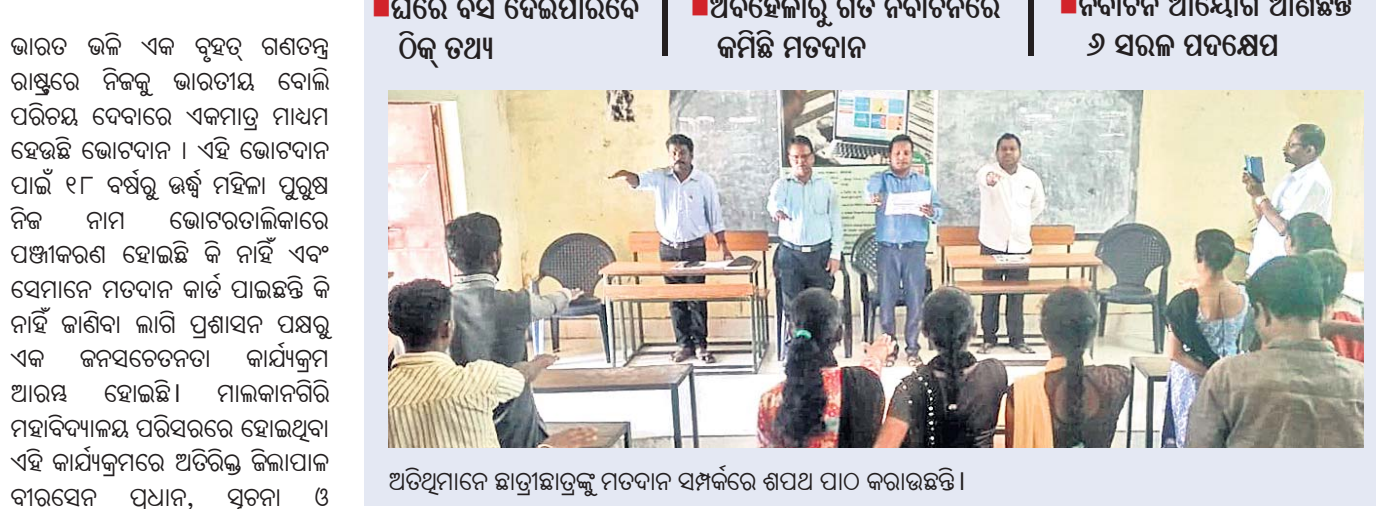 ଭାରତ ଭଳି ଏକ ବୃହତ୍ ଗଣତନ୍ତ୍ର
ରାଷ୍ଟ୍ରରେ ନିଜକୁ ଭାରତୀୟ ବୋଲି
ପରିଚୟ ଦେବାରେ ଏକମାତ୍ର ମାଧ୍ୟମ
ହେଉଛି ଭୋଟଦାନ । ଏହି ଭୋଟଦାନ
ପାଇଁ ୧୮ ବର୍ଷରୁ ଊର୍ଦ୍ଧ୍ୱ ମହିଳା ପୁରୁଷ
ନିଜ ନାମ ଭୋଟରତାଲିକାରେ
ପଞ୍ଜୀକରଣ ହୋଇଛି କି ନାହିଁ ଏବଂ
ସେମାନେ ମତଦାନ କାର୍ଡ ପାଇଛନ୍ତି କି
ନାହିଁ ଜାଣିବା ଲାଗି ପ୍ରଶାସନ ପକ୍ଷରୁ
ଏକ ଜନସଚେତନତା କାର୍ଯ୍ୟକ୍ରମ
ଆରମ୍ଭ ହୋଇଛି। ମାଲକାନଗିରି
ମହାବିଦ୍ୟାଳୟ ପରିସରରେ ହୋଇଥିବା
ଏହି କାର୍ଯ୍ୟକ୍ରମରେ ଅତିରିକ୍ତ ଜିଲାପାଳ
ବୀରସେନ ପ୍ରଧାନ, ସୂଚନା ଓ
■ଘରେ ବସି ଦେଇପାରିବେ
ଠିକ୍ ତଥ୍ୟ
■ଅବହେଳାରୁ ଗତ ନିର୍ବାଚନରେ
କମିଛି ମତଦାନ
■ନିର୍ବାଚନ ଆୟୋଗ ଆଣିଛନ୍ତି
୬ ସରଳ ପଦକ୍ଷେପ
ଅତିଥିମାନେ ଛାତ୍ରୀଛାତ୍ରଙ୍କୁ ମତଦାନ ସମ୍ପର୍କରେ ଶପଥ ପାଠ କରାଉଛନ୍ତି।